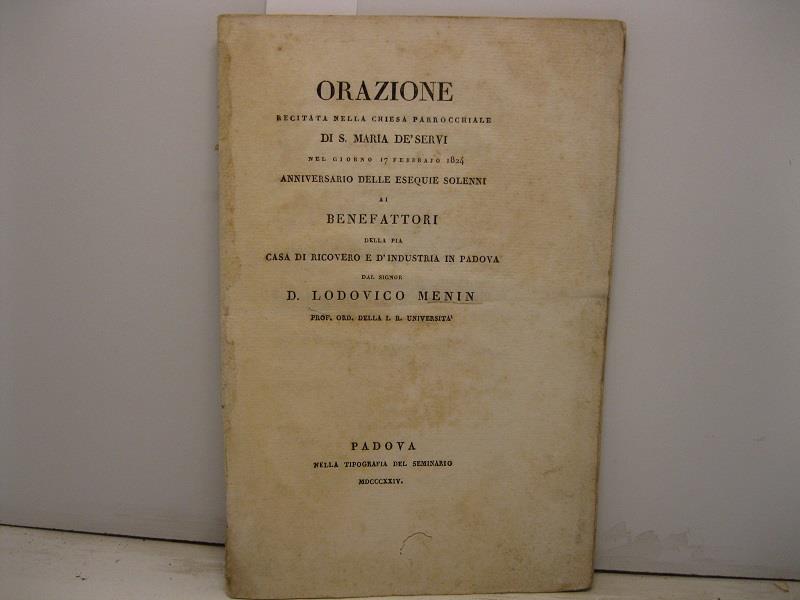 ORAZIONE
RECITATA NELLA CHIESA PARROCCHIALE
DI S. MARIA DE' SERVI
NEL GIORNO 17 FEBBRAJO 1824
ANNIVERSARIO DELLE ESEQUIE SOLENNI
AI
BENEFATTORI
DELLA PIA
CASA DI RICOVERO E D' INDUSTRIA IN PADOVA
DAL SIGNOR
D. LODOVICO MENIN
PROF. ORD. DELLA I. R. UNIVERSITA'
PADOVA
NELLA TIPOGRAFIA DEL SEMINARIO
MDCCCXXIV.